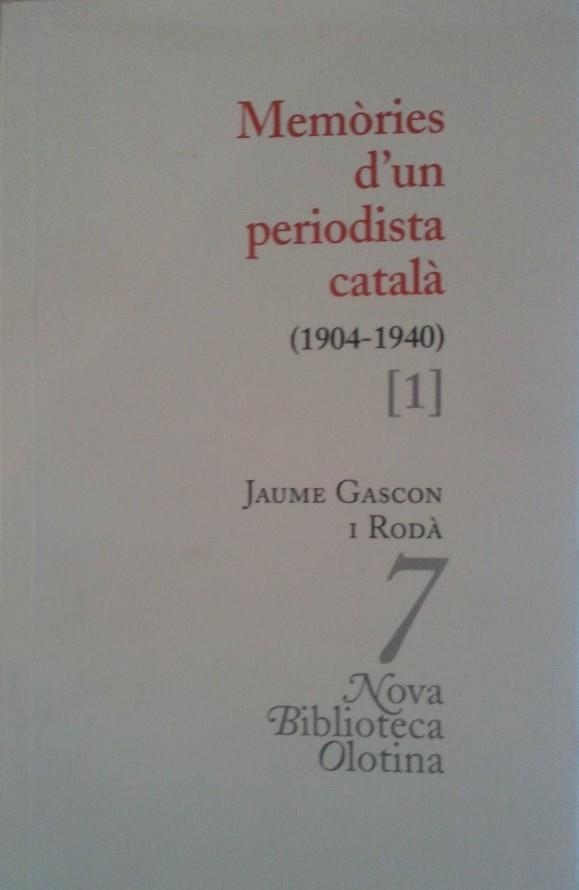 Memòries
d'un
periodista
català
(1904-1940)
[1]
JAUME GASCON
I RODÀ
7
Nova
Biblioteca
Olotina